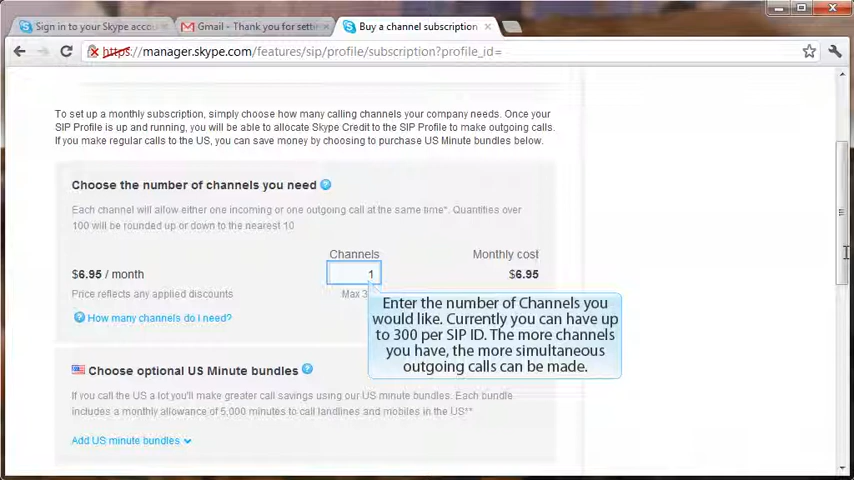 Sign in to your Skype accou
Gmail - Thank you for setti
Buy a channel subscription
https://manager.skype.com/features/sip/profile/subscription?profile_id=
To set up a monthly subscription, simply choose how many calling channels your company needs. Once your
SIP Profile is up and running, you will be able to allocate Skype Credit to the SIP Profile to make outgoing calls.
If you make regular calls to the US, you can save money by choosing to purchase US Minute bundles below.
Choose the number of channels you need
Each channel will allow either one incoming or one outgoing call at the same time*. Quantities over
100 will be rounded up or down to the nearest 10
Channels
Monthly cost
$6.95 / month
1
$6.95
Price reflects any applied discounts
Max 3
How many channels do I need?
Enter the number of Channels you
would like. Currently you can have up
to 300 per SIP ID. The more channels
you have, the more simultaneous
outgoing calls can be made.
Choose optional US Minute bundles
If you call the US a lot you'll make greater call savings using our US minute bundles. Each bundle
includes a monthly allowance of 5,000 minutes to call landlines and mobiles in the US**
Add US minute bundles